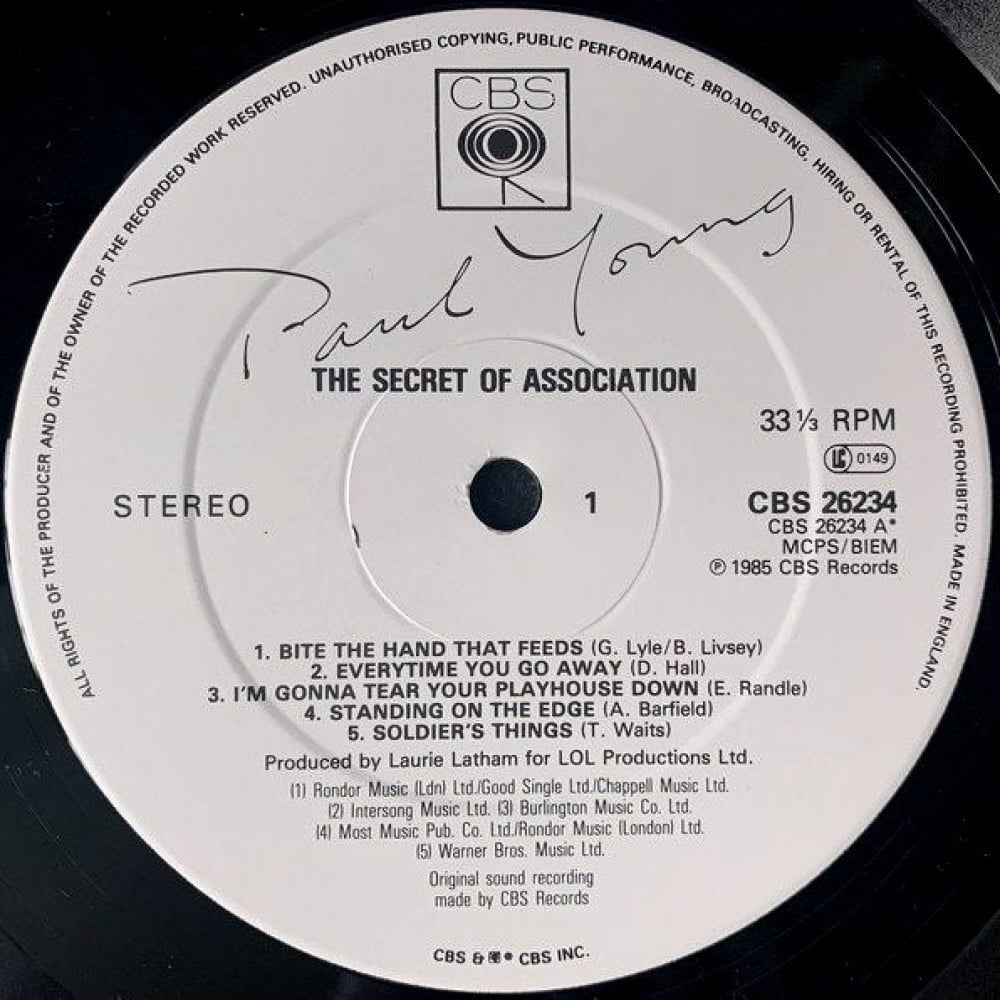 ALL RIGHTS OF THE PRODUCER AND OF THE OWNER OF THE RECORDED WORK RESERVED. UNAUTHORISED COPYING, PUBLIC PERFORMANCE, BROADCASTING, HIRING OR RENTAL OF THIS RECORDING PROHIBITED. MADE IN ENGLAND.
CBS
Paul Young
THE SECRET OF ASSOCIATION
33⅓ RPM
LC 0149
STEREO
1
CBS 26234
CBS 26234 A*
MCPS/BIEM
℗ 1985 CBS Records
1. BITE THE HAND THAT FEEDS (G. Lyle/B. Livsey)
2. EVERYTIME YOU GO AWAY (D. Hall)
3. I'M GONNA TEAR YOUR PLAYHOUSE DOWN (E. Randle)
4. STANDING ON THE EDGE (A. Barfield)
5. SOLDIER'S THINGS (T. Waits)
Produced by Laurie Latham for LOL Productions Ltd.
(1) Rondor Music (Ldn) Ltd./Good Single Ltd./Chappell Music Ltd.
(2) Intersong Music Ltd. (3) Burlington Music Co. Ltd.
(4) Most Music Pub. Co. Ltd./Rondor Music (London) Ltd.
(5) Warner Bros. Music Ltd.
Original sound recording
made by CBS Records
CBS & ® CBS INC.